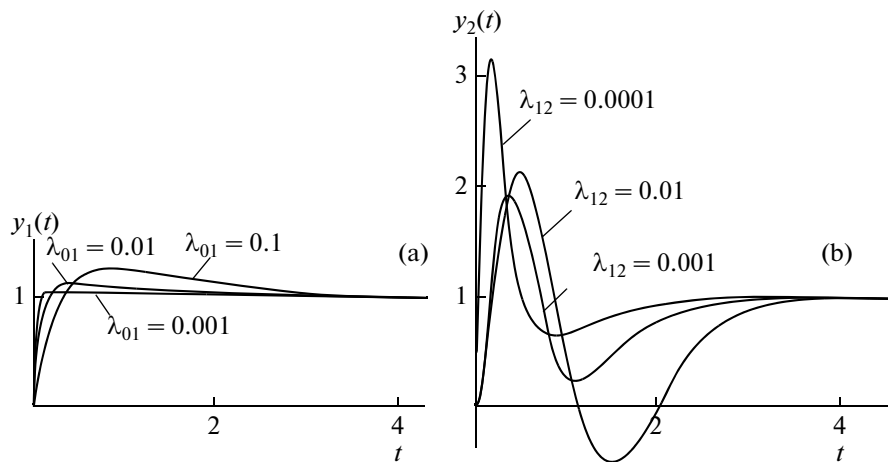 y₁(t)
λ₀₁ = 0.01
λ₀₁ = 0.1
(a)
1
λ₀₁ = 0.001
2
4
t
y₂(t)
3
λ₁₂ = 0.0001
2
λ₁₂ = 0.01
λ₁₂ = 0.001
(b)
1
2
4
t